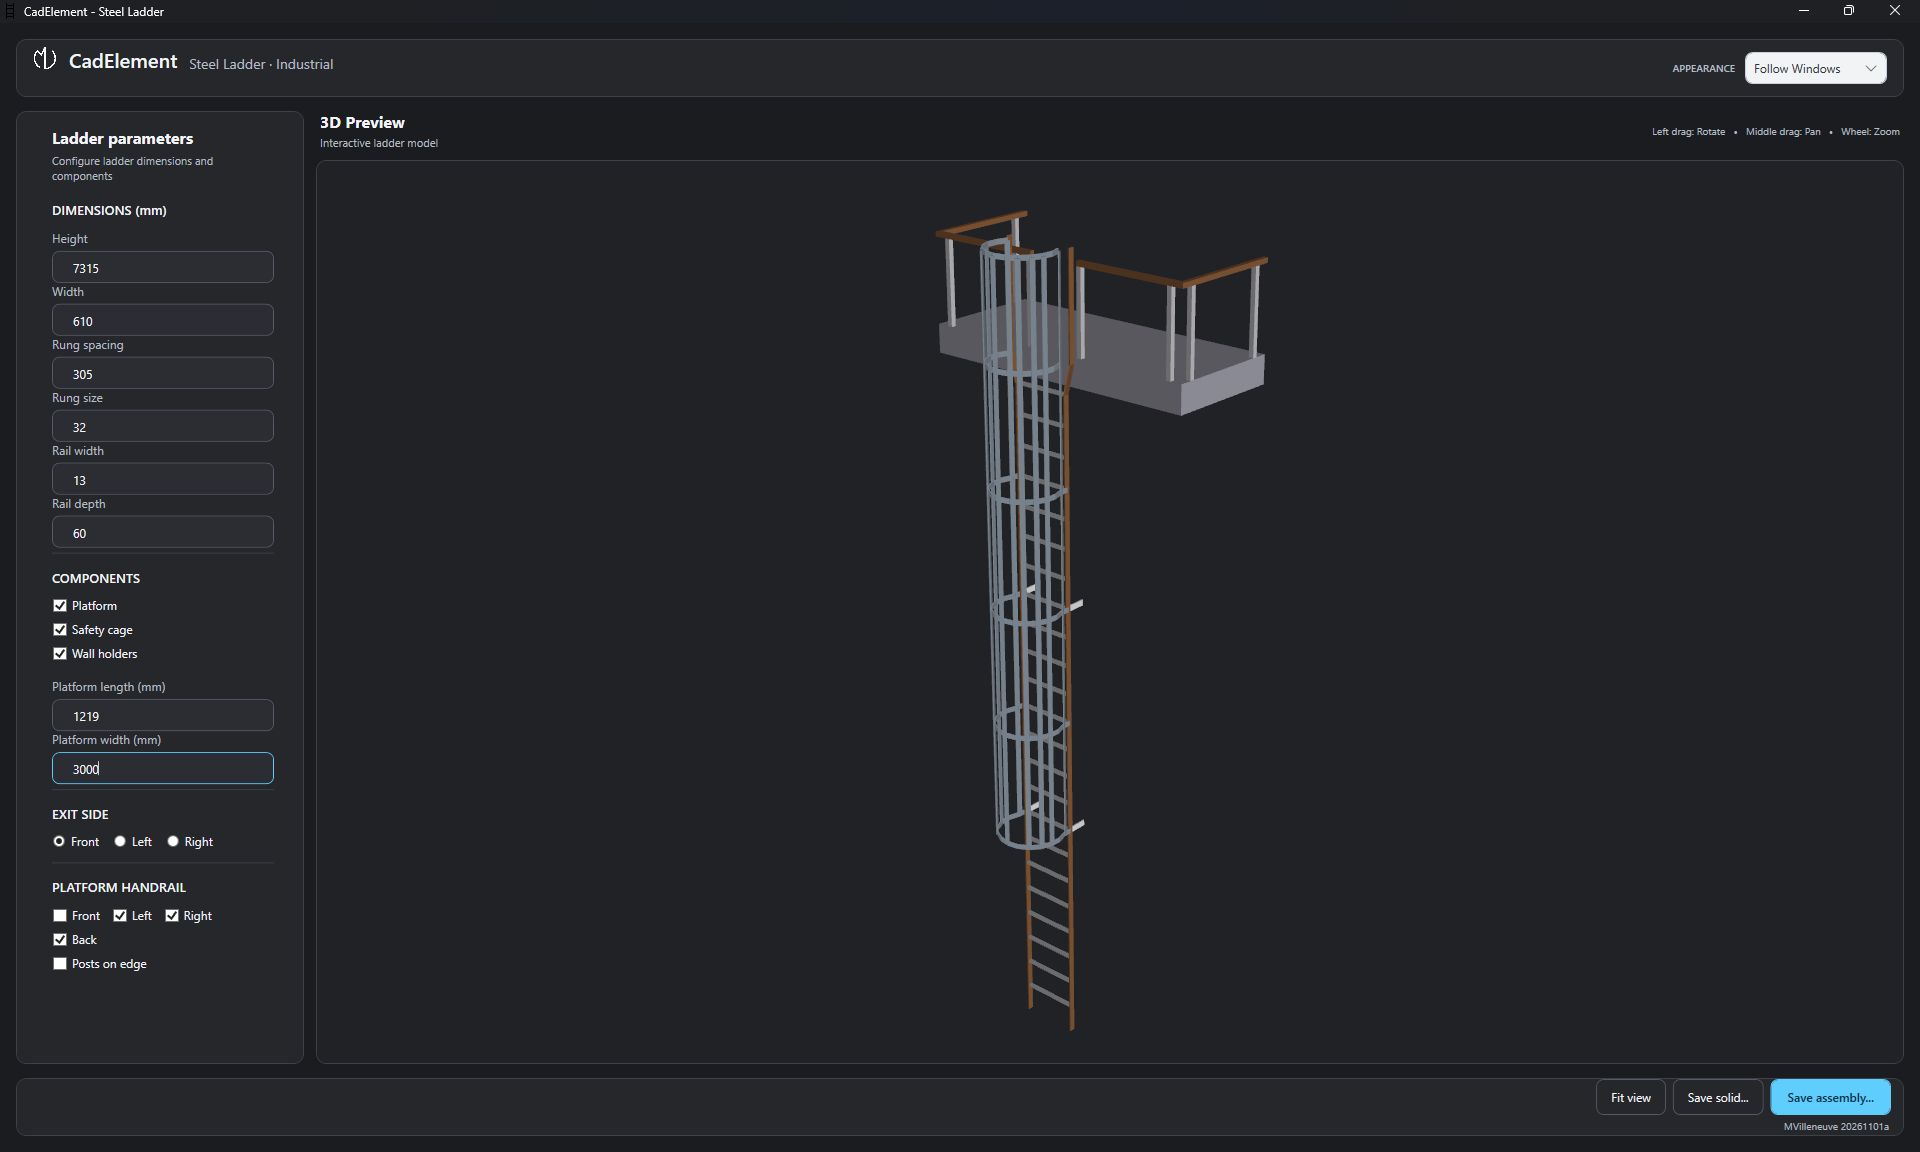 CadElement - Steel Ladder
CadElement Steel Ladder · Industrial
APPEARANCE Follow Windows
Ladder parameters
Configure ladder dimensions and
components
DIMENSIONS (mm)
Height
7315
Width
610
Rung spacing
305
Rung size
32
Rail width
13
Rail depth
60
COMPONENTS
Platform
Safety cage
Wall holders
Platform length (mm)
1219
Platform width (mm)
3000
EXIT SIDE
Front Left Right
PLATFORM HANDRAIL
Front Left Right
Back
Posts on edge
3D Preview
Interactive ladder model
Left drag: Rotate • Middle drag: Pan • Wheel: Zoom
Fit view Save solid... Save assembly...
MVilleneuve 20261101a